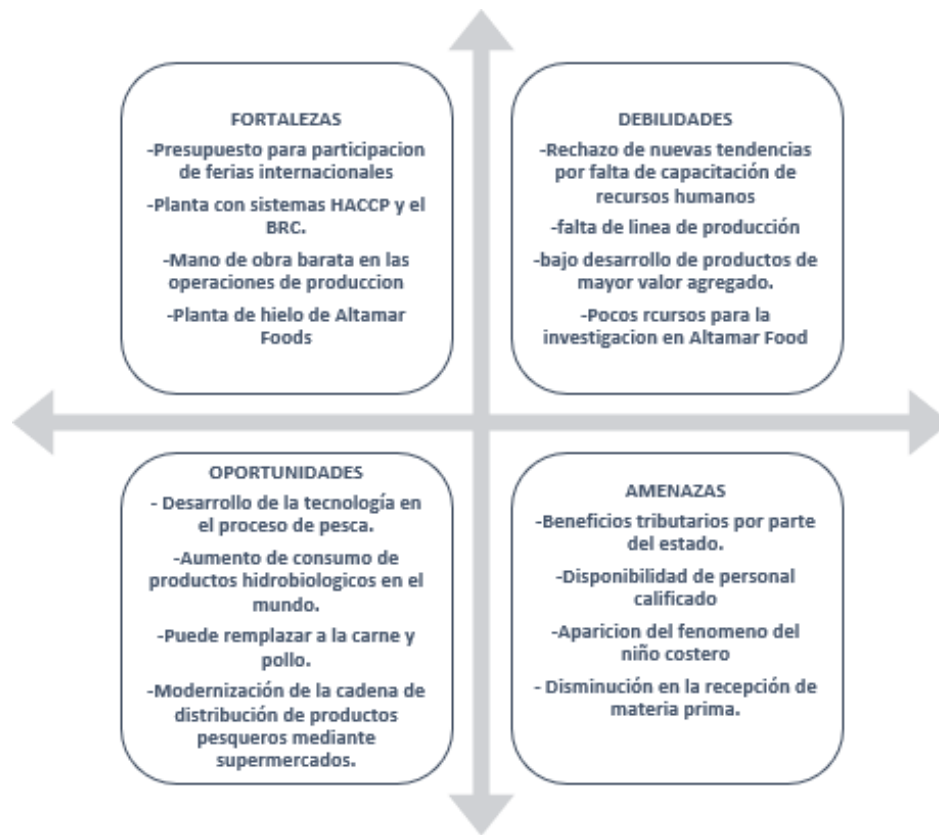 FORTALEZAS
-Presupuesto para participacion
de ferias internacionales
-Planta con sistemas HACCP y el
BRC.
-Mano de obra barata en las
operaciones de produccion
-Planta de hielo de Altamar
Foods
DEBILIDADES
-Rechazo de nuevas tendencias
por falta de capacitación de
recursos humanos
-falta de linea de producción
-bajo desarrollo de productos de
mayor valor agregado.
-Pocos rcursos para la
investigacion en Altamar Food
OPORTUNIDADES
- Desarrollo de la tecnología en
el proceso de pesca.
-Aumento de consumo de
productos hidrobiologicos en el
mundo.
-Puede remplazar a la carne y
pollo.
-Modernización de la cadena de
distribución de productos
pesqueros mediante
supermercados.
AMENAZAS
-Beneficios tributarios por parte
del estado.
-Disponibilidad de personal
calificado
-Aparicion del fenomeno del
niño costero
- Disminución en la recepción de
materia prima.